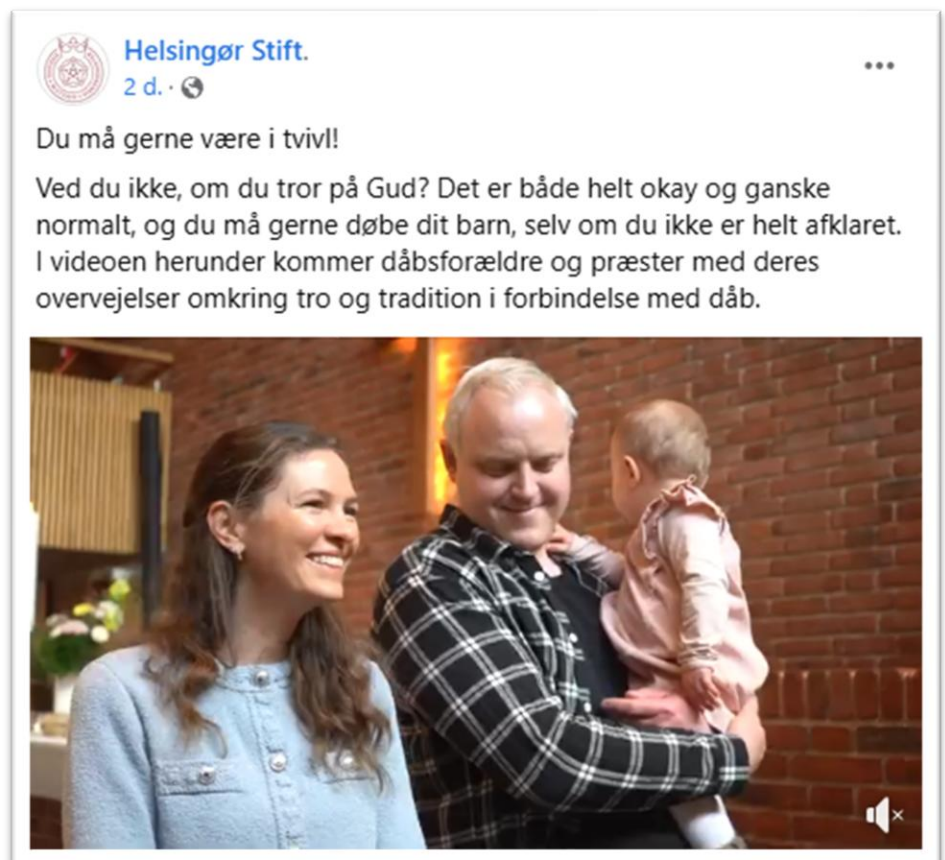 Helsingør Stift.
2 d. ·
Du må gerne være i tvivl!
Ved du ikke, om du tror på Gud? Det er både helt okay og ganske
normalt, og du må gerne døbe dit barn, selv om du ikke er helt afklaret.
I videoen herunder kommer dåbsforældre og præster med deres
overvejelser omkring tro og tradition i forbindelse med dåb.